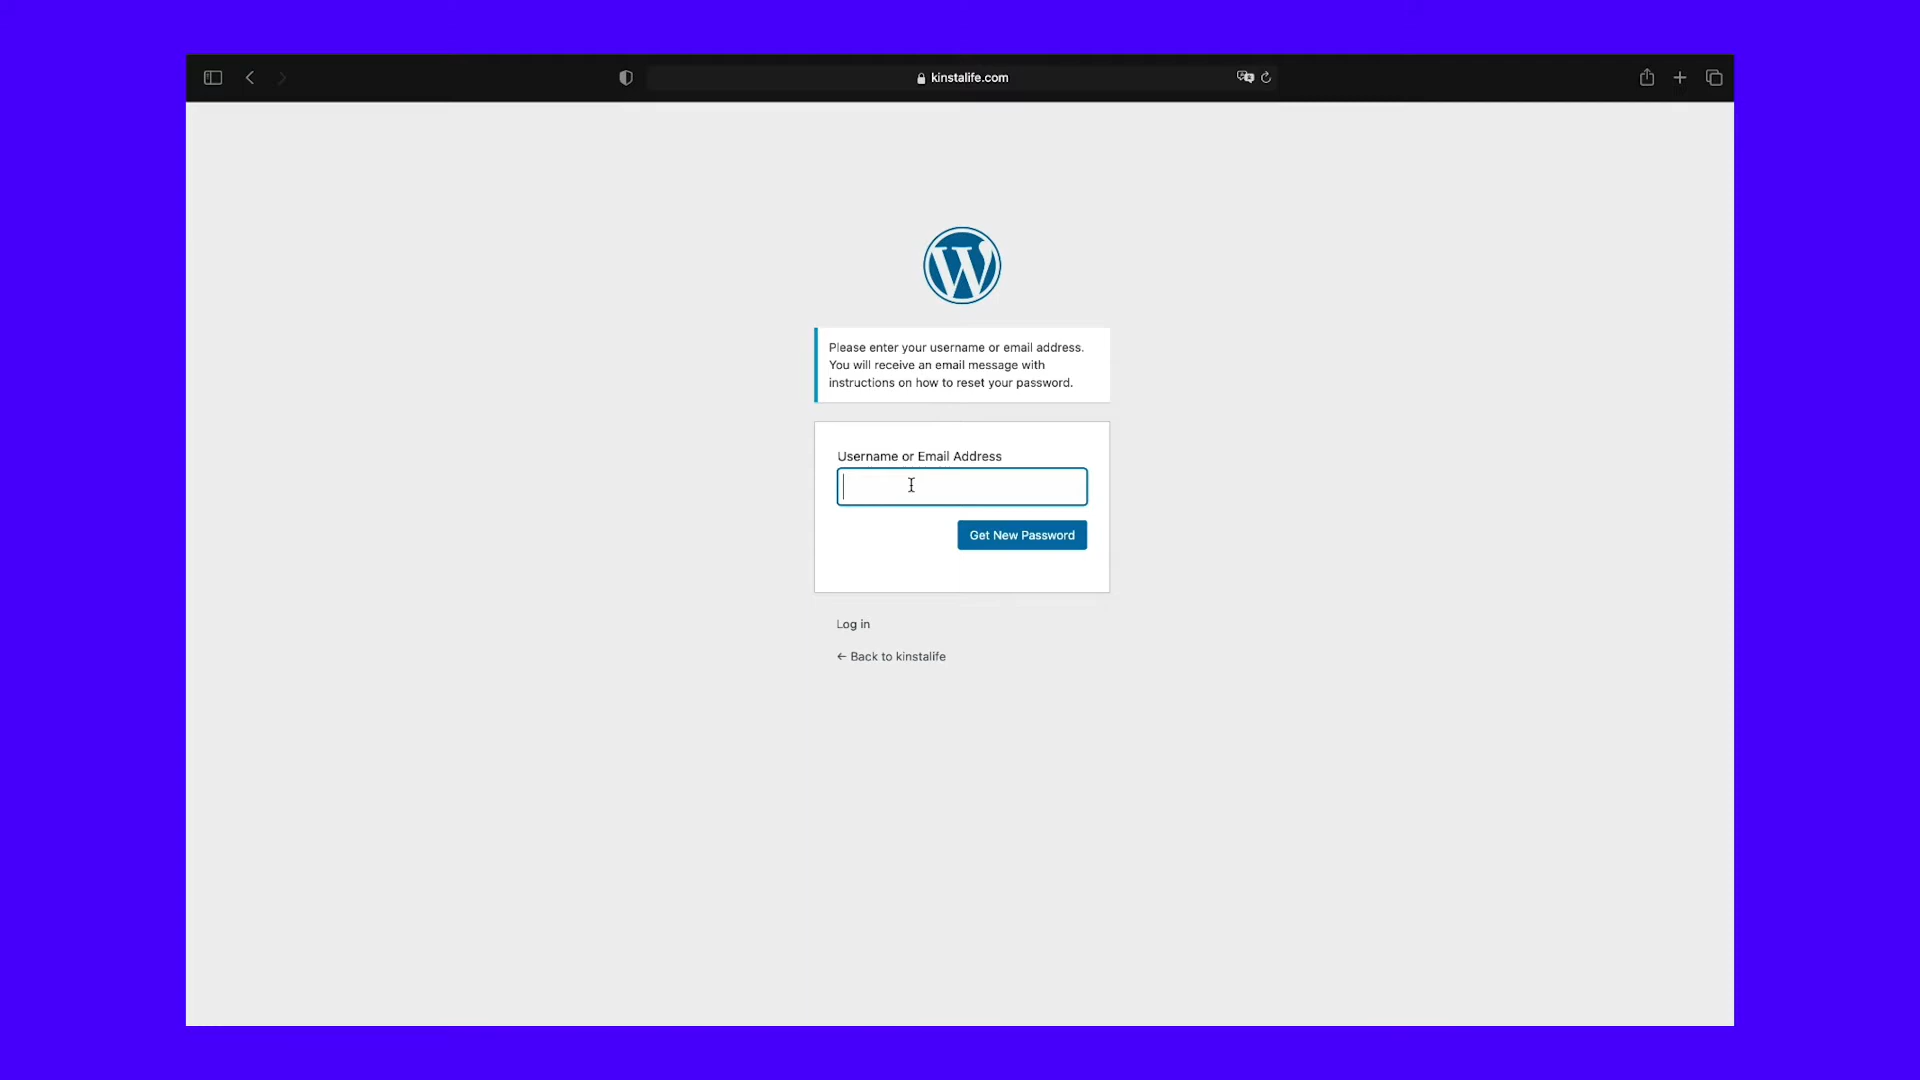 kinstalife.com
Please enter your username or email address.
You will receive an email message with
instructions on how to reset your password.
Username or Email Address
Get New Password
Log in
← Back to kinstalife